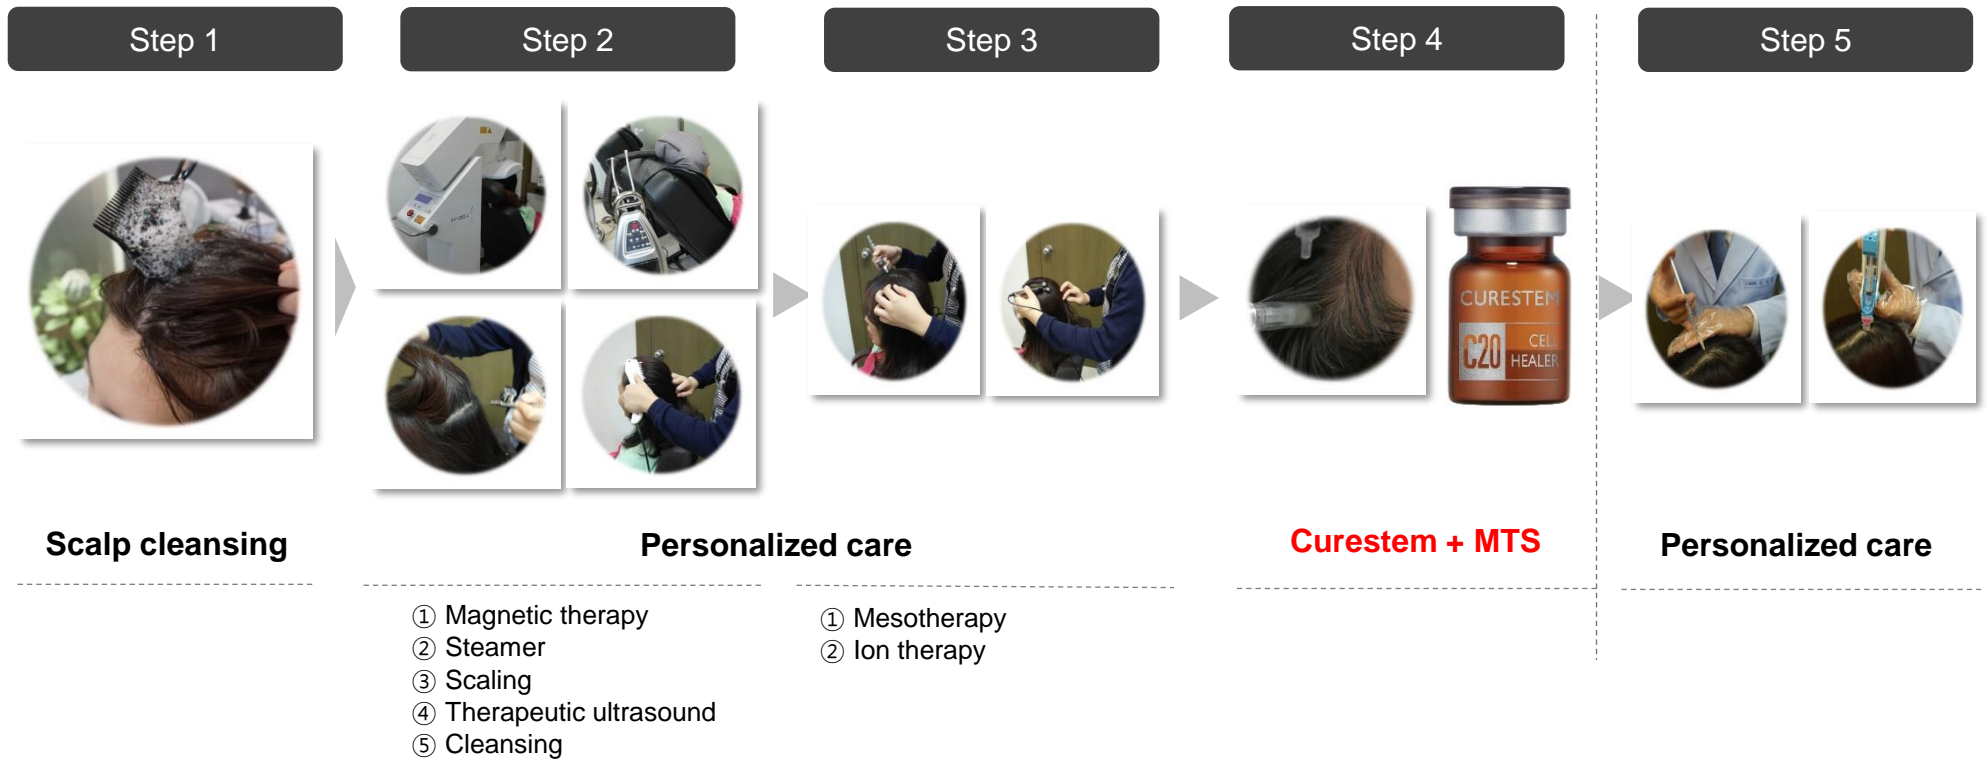 Step 1
Step 2
Step 3
Step 4
Step 5
CURESTEM
C20
CELL
HEALER
Scalp cleansing
Personalized care
Curestem + MTS
Personalized care
① Magnetic therapy
② Steamer
③ Scaling
④ Therapeutic ultrasound
⑤ Cleansing
① Mesotherapy
② Ion therapy